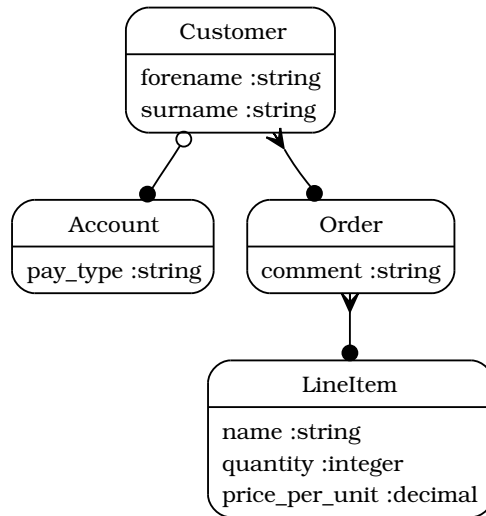 Customer
forename :string
surname :string
Account
pay_type :string
Order
comment :string
LineItem
name :string
quantity :integer
price_per_unit :decimal